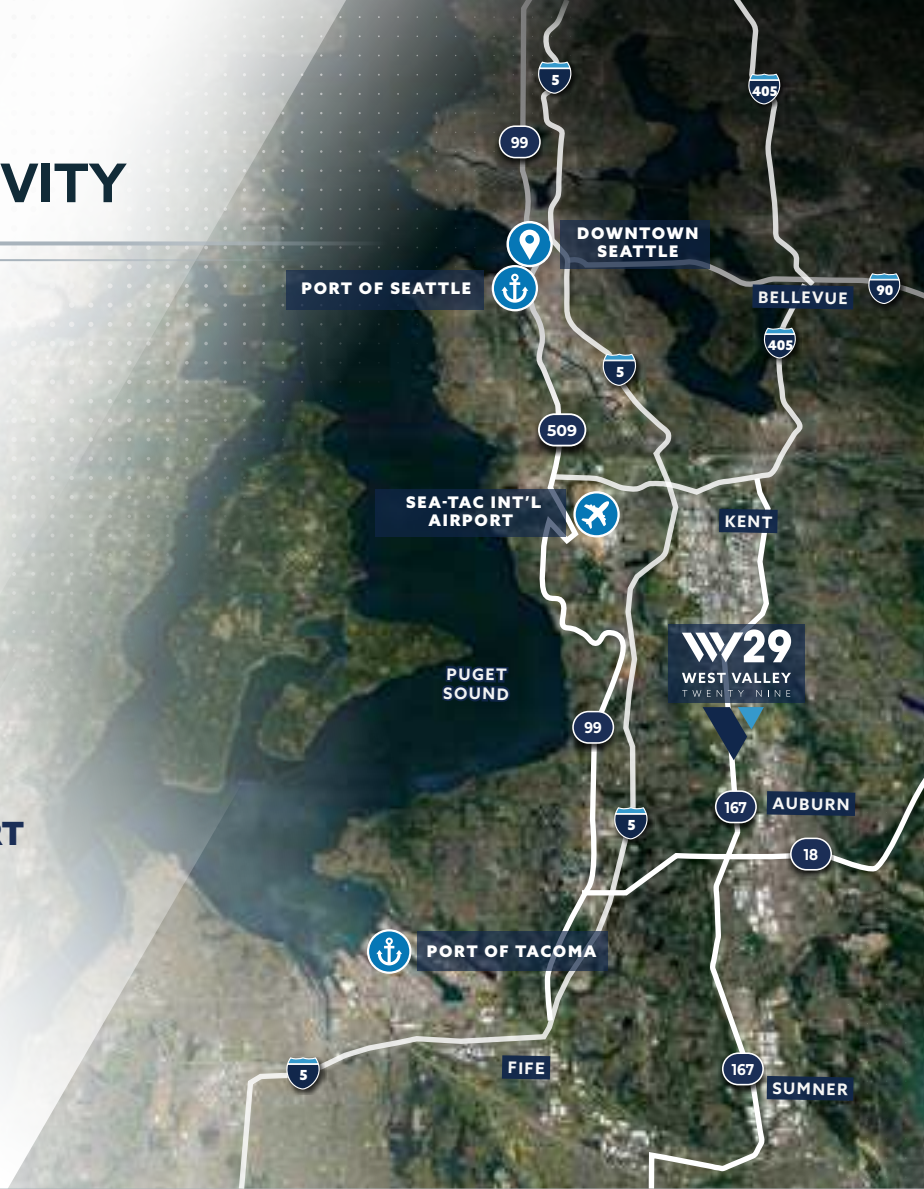 5
405
99
VITY
DOWNTOWN
SEATTLE
PORT OF SEATTLE
90
BELLEVUE
405
5
509
SEA-TAC INT'L
AIRPORT
KENT
W29
WEST VALLEY
TWENTY NINE
PUGET
SOUND
99
167
AUBURN
5
RT
18
PORT OF TACOMA
FIFE
5
167
SUMNER